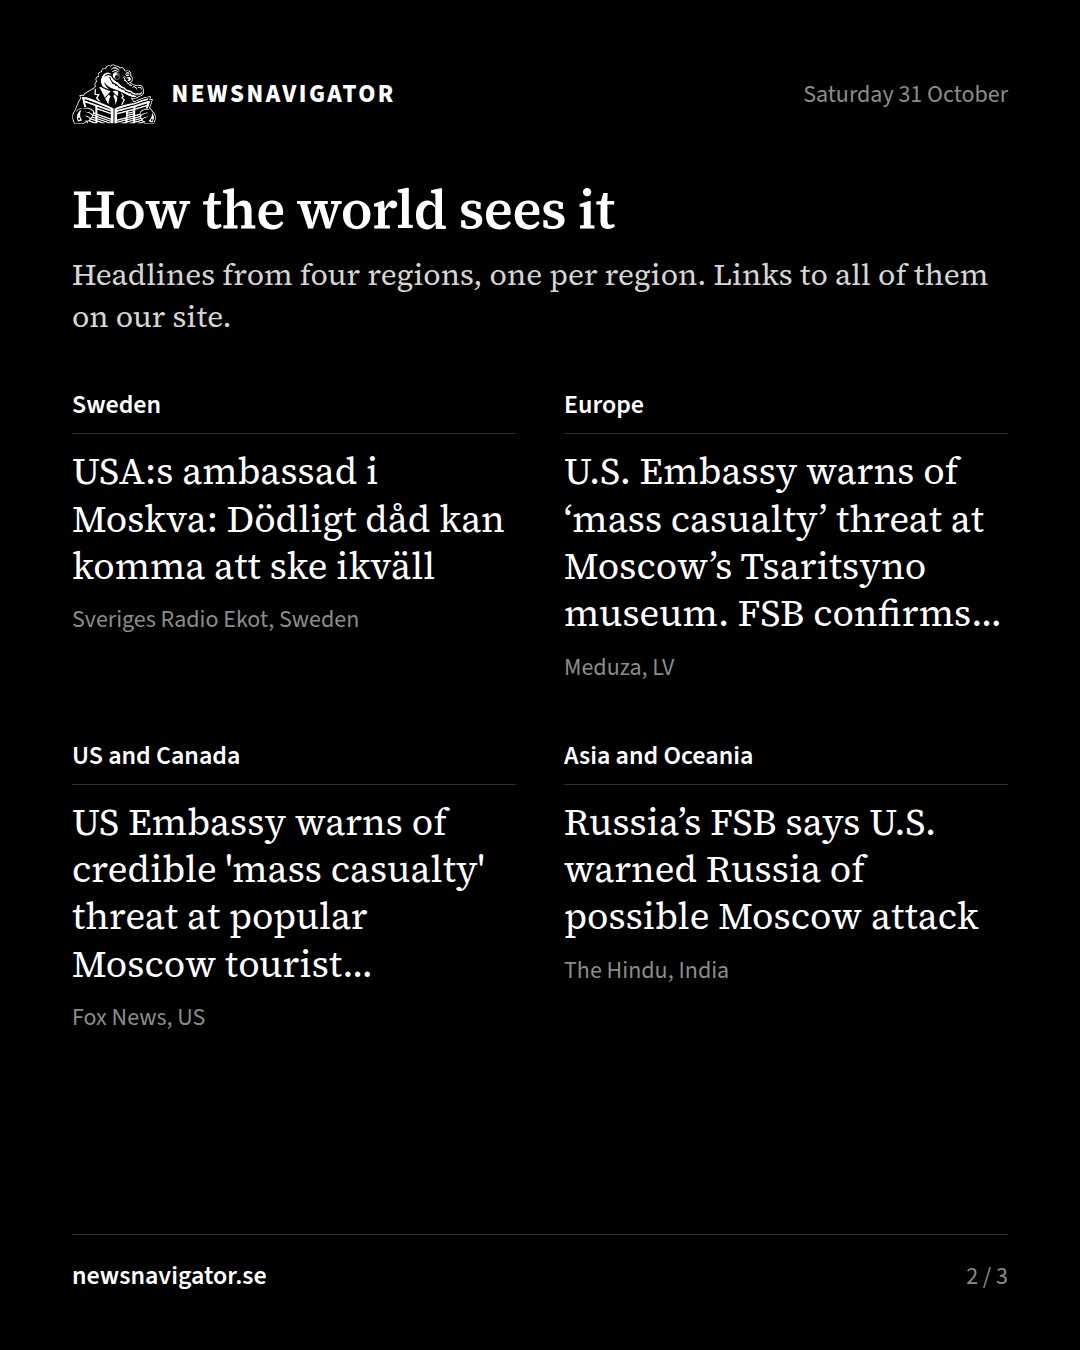 NEWSNAVIGATOR
Saturday 31 October
How the world sees it
Headlines from four regions, one per region. Links to all of them
on our site.
Sweden
USA:s ambassad i
Moskva: Dödligt dåd kan
komma att ske ikväll
Sveriges Radio Ekot, Sweden
Europe
U.S. Embassy warns of
‘mass casualty’ threat at
Moscow’s Tsaritsyno
museum. FSB confirms...
Meduza, LV
US and Canada
US Embassy warns of
credible 'mass casualty'
threat at popular
Moscow tourist...
Fox News, US
Asia and Oceania
Russia’s FSB says U.S.
warned Russia of
possible Moscow attack
The Hindu, India
newsnavigator.se
2 / 3